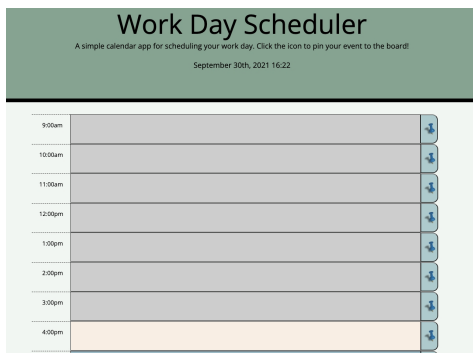 Work Day Scheduler
A simple calendar app for scheduling your work day. Click the icon to pin your event to the board!
September 30th, 2021 16:22
9:00am
10:00am
11:00am
12:00pm
1:00pm
2:00pm
3:00pm
4:00pm